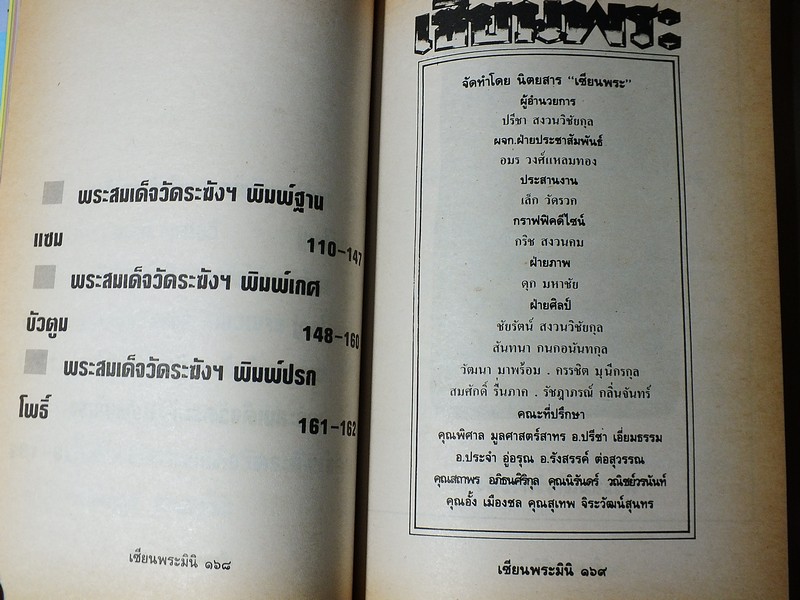 พระสมเด็จวัดระฆังฯ พิมพ์ฐาน
แซม 110-147
พระสมเด็จวัดระฆังฯ พิมพ์เกศ
บัวตูม 148-160
พระสมเด็จวัดระฆังฯ พิมพ์ปรก
โพธิ์ 161-162
เซียนพระมินิ ๑๖๘
เซียนพระ
จัดทำโดย นิตยสาร "เซียนพระ"
ผู้อำนวยการ
ปรีชา สงวนวิชัยกุล
ผจก.ฝ่ายประชาสัมพันธ์
อมร วงศ์แหลมทอง
ประสานงาน
เล็ก วัดรวก
กราฟฟิคดีไซน์
กริช สงวนคม
ฝ่ายภาพ
ดุก มหาชัย
ฝ่ายศิลป์
ชัยรัตน์ สงวนวิชัยกุล
สันทนา กนกอนันทกุล
วัฒนา มาพร้อม . กรรชิต มุนีกรกุล
สมศักดิ์ รื่นภาค . รัชฎาภรณ์ กลิ่นจันทร์
คณะที่ปรึกษา
คุณพิศาล มูลศาสตร์สาทร อ.ปรีชา เอี่ยมธรรม
อ.ประจำ อู่อรุณ อ.รังสรรค์ ต่อสุวรรณ
คุณสถาพร อภิธนศิริกุล คุณนิรันดร์ วณิชย์วรนันท์
คุณอั้ง เมืองชล คุณสุเทพ จิระวัฒน์สุนทร
เซียนพระมินิ ๑๖๙